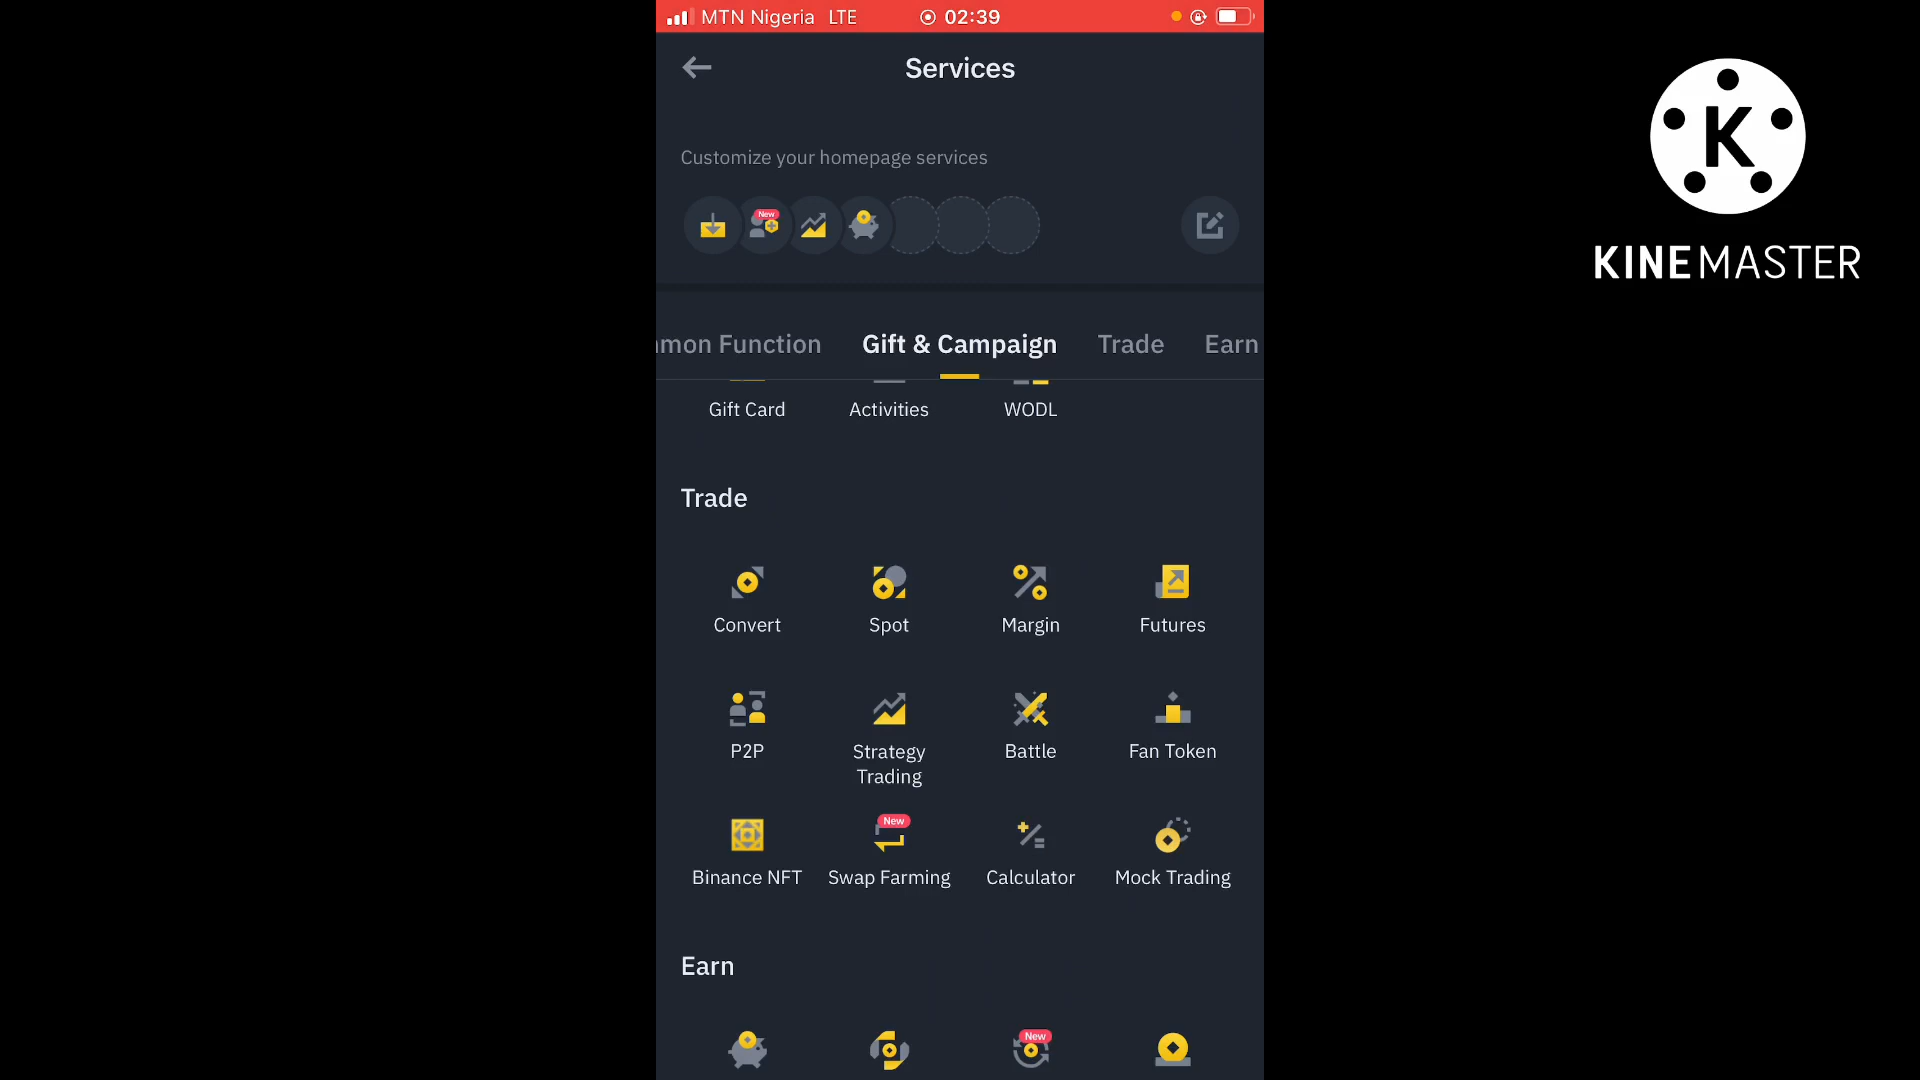 MTN Nigeria LTE 02:39
Services
Customize your homepage services
New
mmon Function Gift & Campaign Trade Earn
Gift Card Activities WODL
Trade
Convert Spot Margin Futures
P2P Strategy Trading Battle Fan Token
New
Binance NFT Swap Farming Calculator Mock Trading
Earn
New
K
KINEMASTER